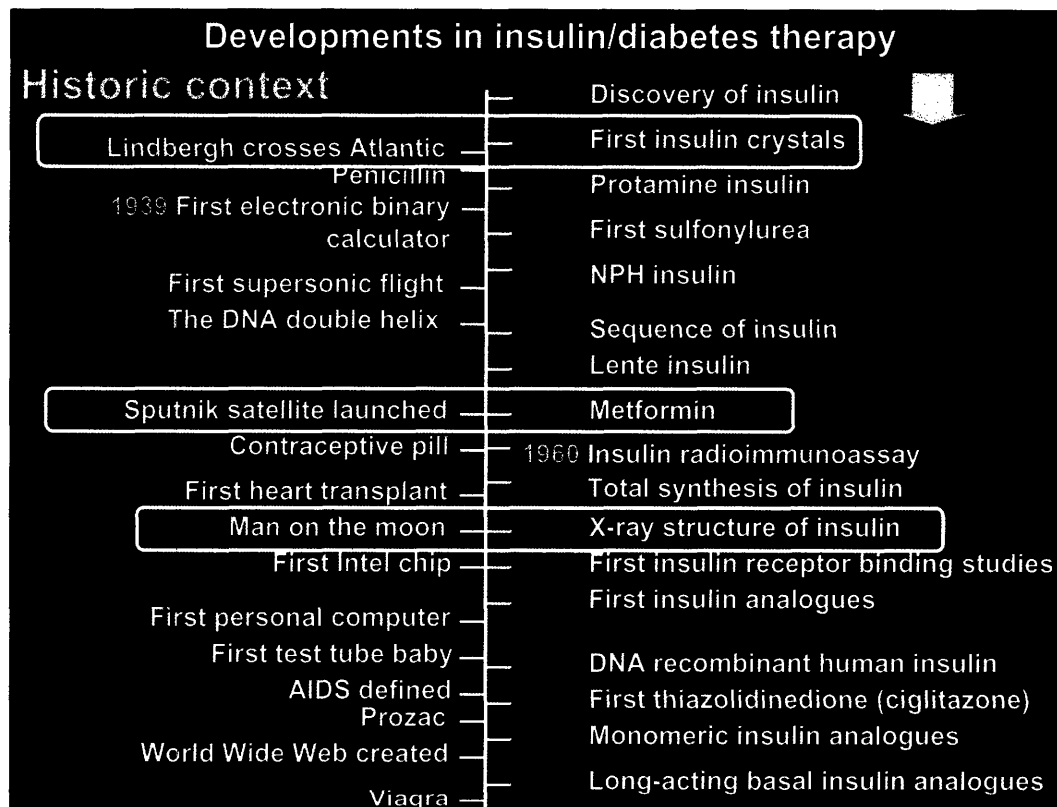 Developments in insulin/diabetes therapy
Historic context
Discovery of insulin
Lindbergh crosses Atlantic
First insulin crystals
Penicillin
Protamine insulin
1939 First electronic binary
calculator
First sulfonylurea
First supersonic flight
NPH insulin
The DNA double helix
Sequence of insulin
Lente insulin
Sputnik satellite launched
Metformin
Contraceptive pill
1960 Insulin radioimmunoassay
First heart transplant
Total synthesis of insulin
Man on the moon
X-ray structure of insulin
First Intel chip
First insulin receptor binding studies
First insulin analogues
First personal computer
First test tube baby
DNA recombinant human insulin
AIDS defined
First thiazolidinedione (ciglitazone)
Prozac
Monomeric insulin analogues
World Wide Web created
Long-acting basal insulin analogues
Viagra